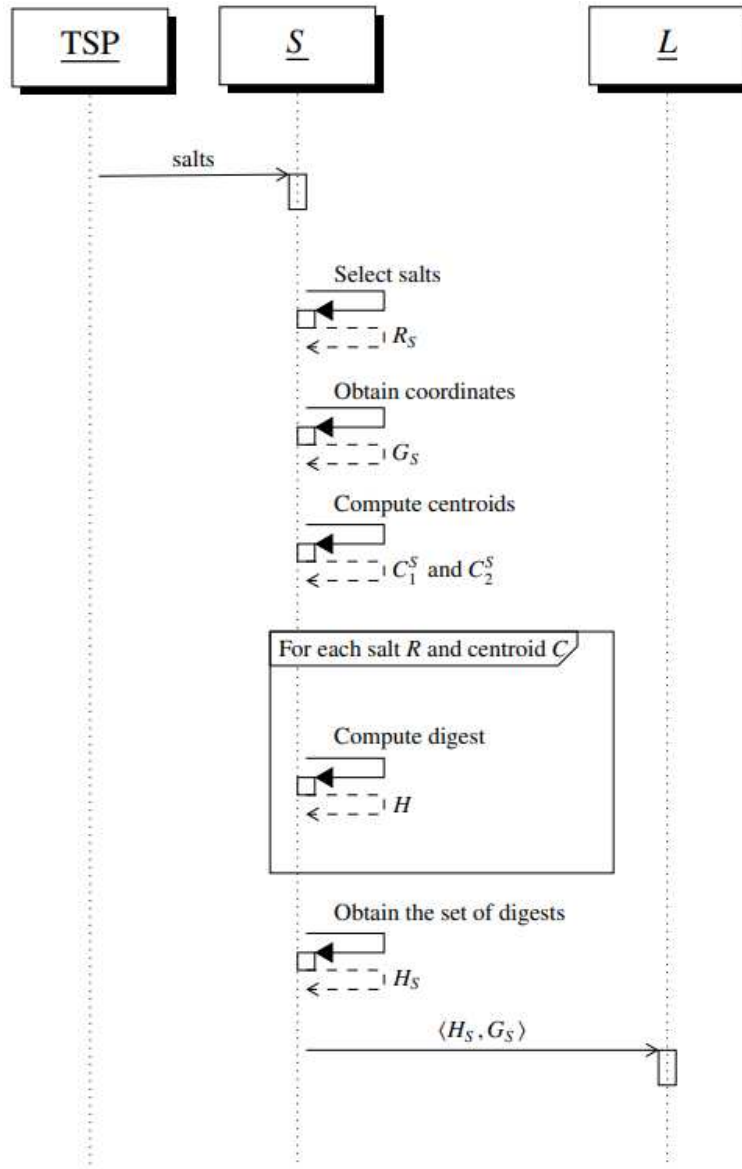 TSP S L
salts
Select salts
R_S
Obtain coordinates
G_S
Compute centroids
C_1^S and C_2^S
For each salt R and centroid C
Compute digest
H
Obtain the set of digests
H_S
⟨H_S, G_S⟩